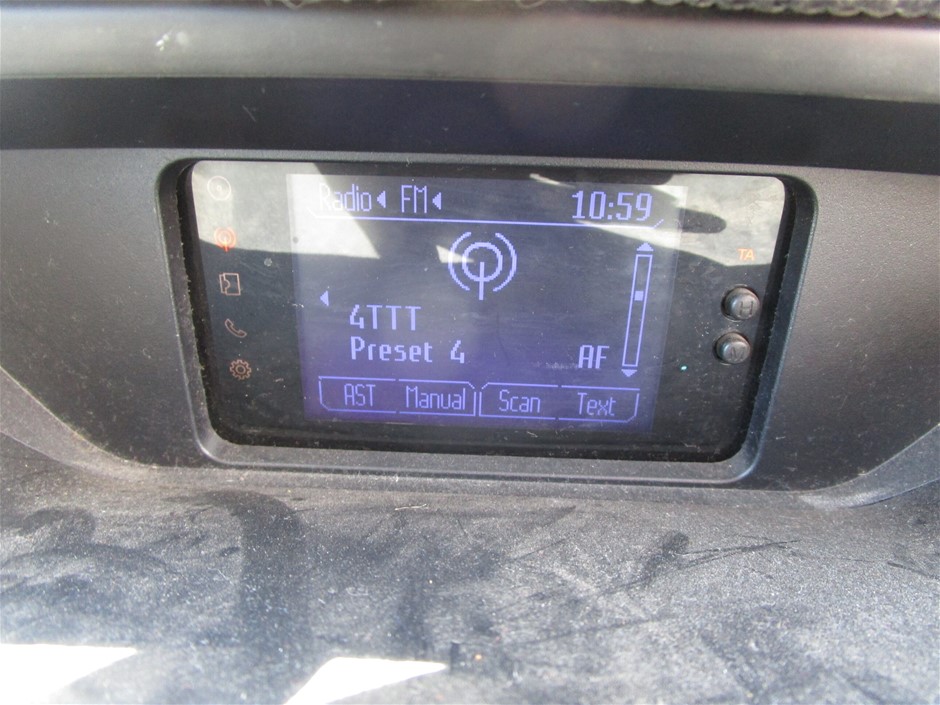 Radio FM 10:59
TA
4TTT
Preset 4 AF
H
M
AST Manual Scan Text